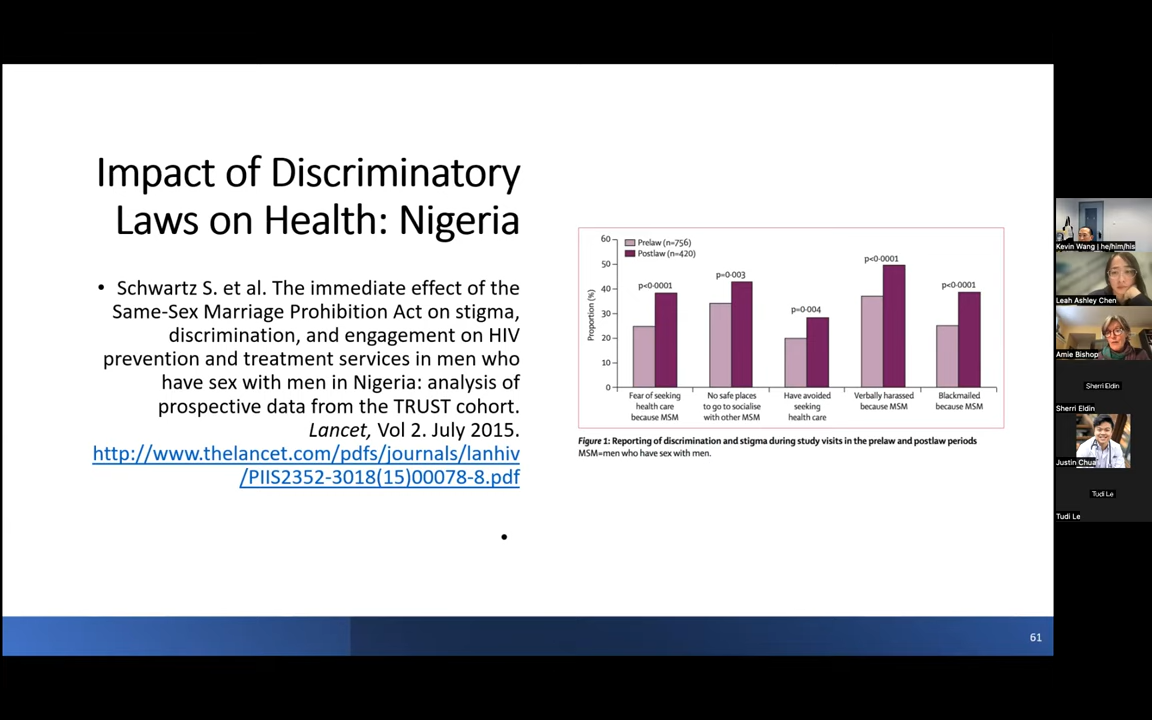 Impact of Discriminatory
Laws on Health: Nigeria
• Schwartz S. et al. The immediate effect of the
Same-Sex Marriage Prohibition Act on stigma,
discrimination, and engagement on HIV
prevention and treatment services in men who
have sex with men in Nigeria: analysis of
prospective data from the TRUST cohort.
Lancet, Vol 2. July 2015.
http://www.thelancet.com/pdfs/journals/lanhiv
/PIIS2352-3018(15)00078-8.pdf
•
Proportion (%)
60
50
40
30
20
10
0
Prelaw (n=756)
Postlaw (n=420)
p<0·0001
p=0·003
p=0·004
p<0·0001
p<0·0001
Fear of seeking
health care
because MSM
No safe places
to go to socialise
with other MSM
Have avoided
seeking
health care
Verbally harassed
because MSM
Blackmailed
because MSM
Figure 1: Reporting of discrimination and stigma during study visits in the prelaw and postlaw periods
MSM=men who have sex with men.
61
Kevin Wang | he/him/his
Leah Ashley Chen
Amie Bishop
Sherri Eldin
Sherri Eldin
Justin Chua
Tudi Le
Tudi Le